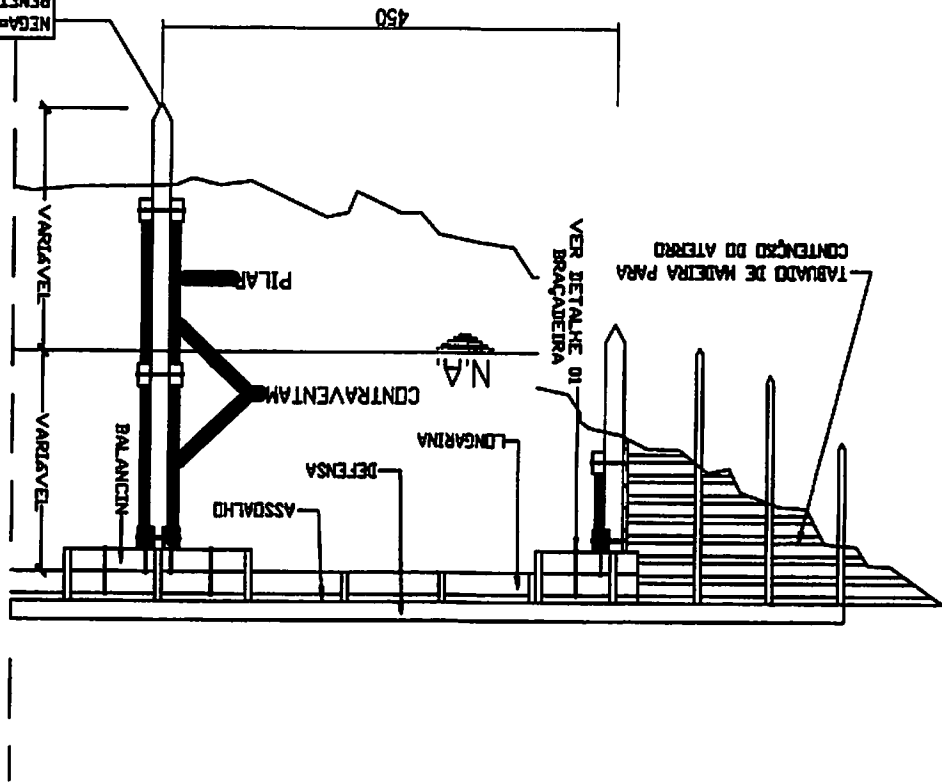 ASSOALHO
DEFENSA
LONGARINA
BALANCIN
VARIáVEL
CONTRAVENTAM
N.A.
VER DETALHE 01
BRAÇADEIRA
TABUADO DE MADEIRA PARA
CONTENÇÃO DO ATERRO
PILAR
VARIáVEL
450
NEGA=